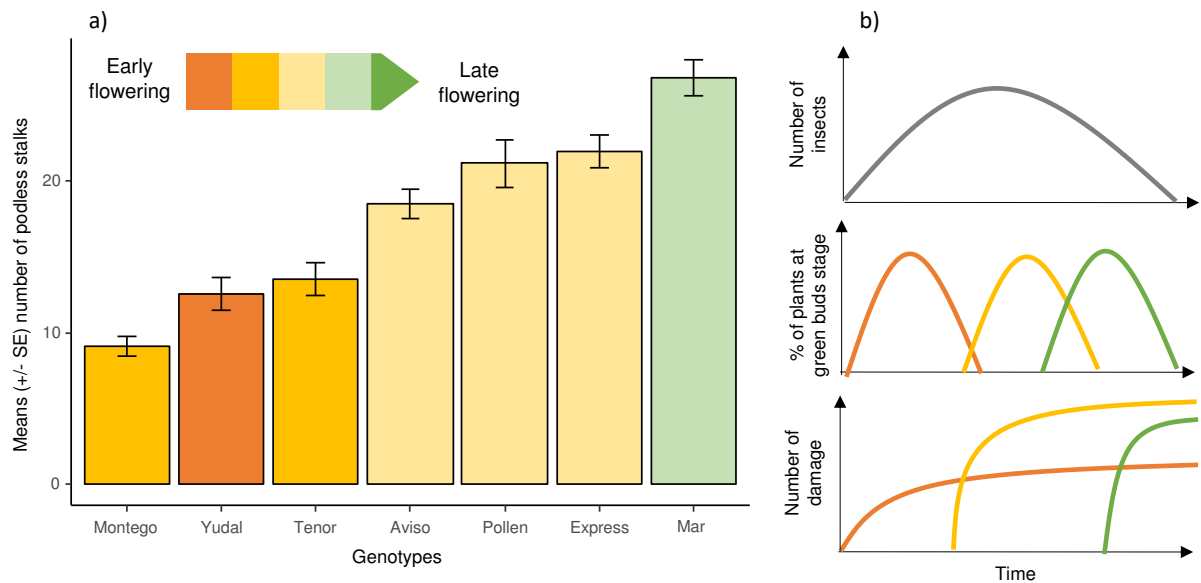 a)
Early
flowering
Late
flowering
Means (+/- SE) number of podless stalks
20
10
0
Montego Yudal Tenor Aviso Pollen Express Mar
Genotypes
b)
Number of
insects
% of plants at
green buds stage
Number of
damage
Time